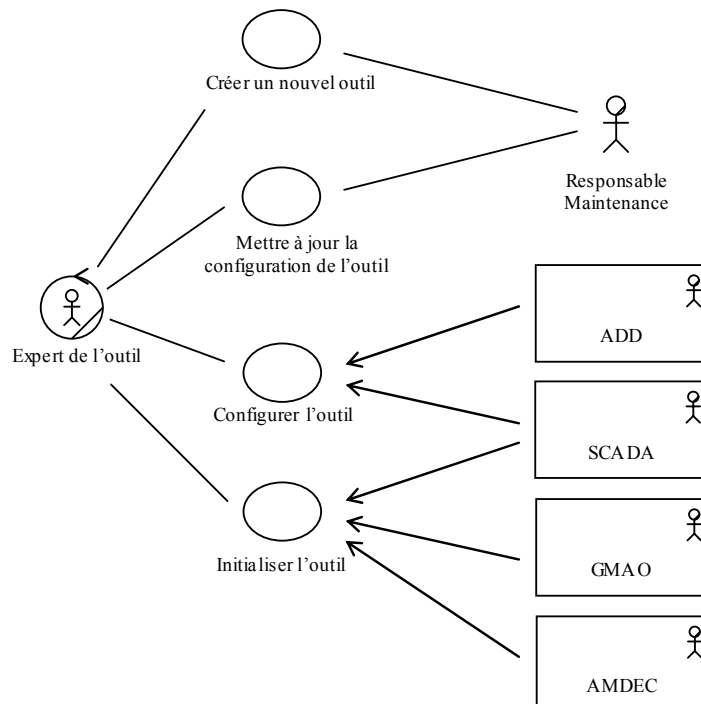 Créer un nouvel outil
Responsable
Maintenance
Mettre à jour la
configuration de l'outil
Expert de l'outil
ADD
Configurer l'outil
SCADA
Initialiser l'outil
GMAO
AMDEC